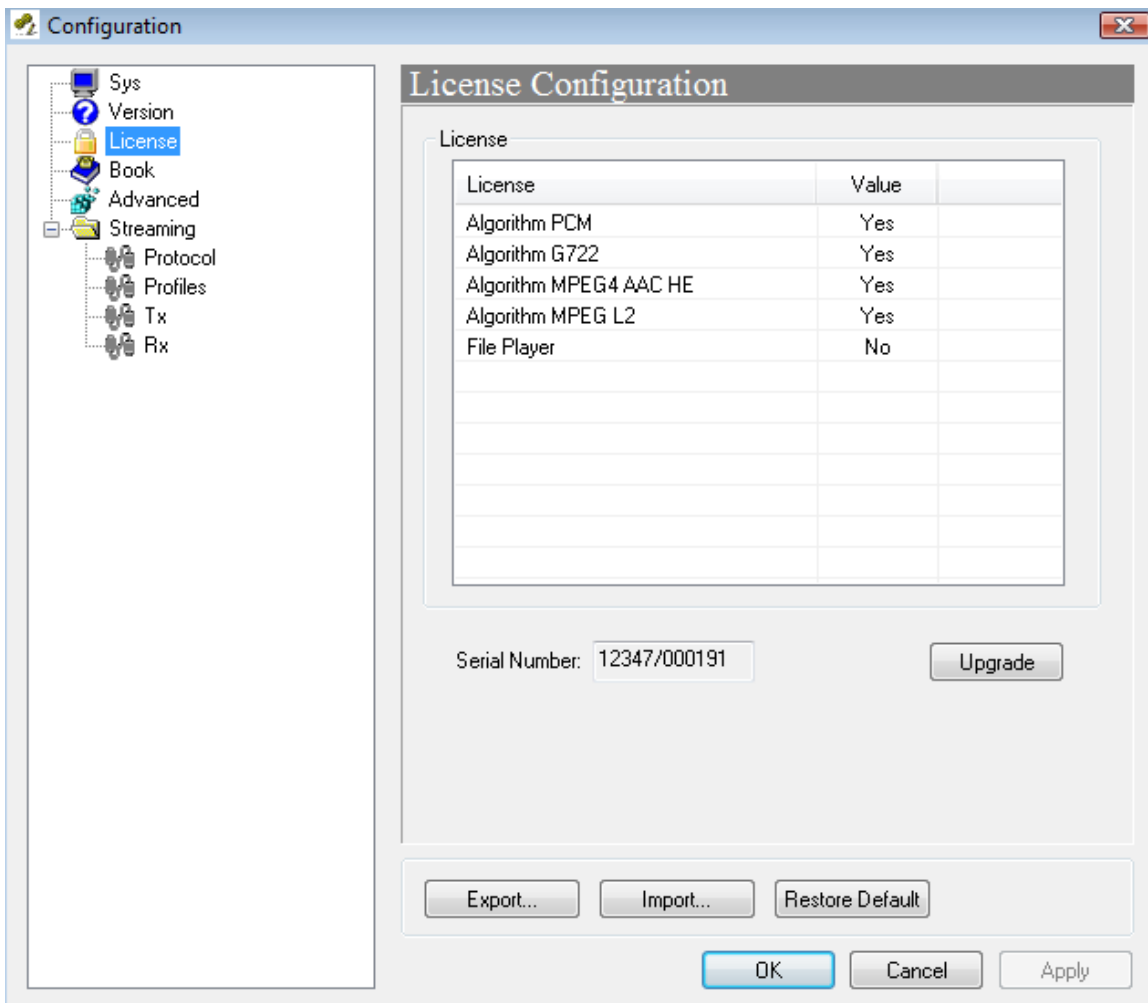 Configuration
Sys
Version
License
Book
Advanced
Streaming
Protocol
Profiles
Tx
Rx
License Configuration
License
License Value
Algorithm PCM Yes
Algorithm G722 Yes
Algorithm MPEG4 AAC HE Yes
Algorithm MPEG L2 Yes
File Player No
Serial Number: 12347/000191 Upgrade
Export... Import... Restore Default
OK Cancel Apply